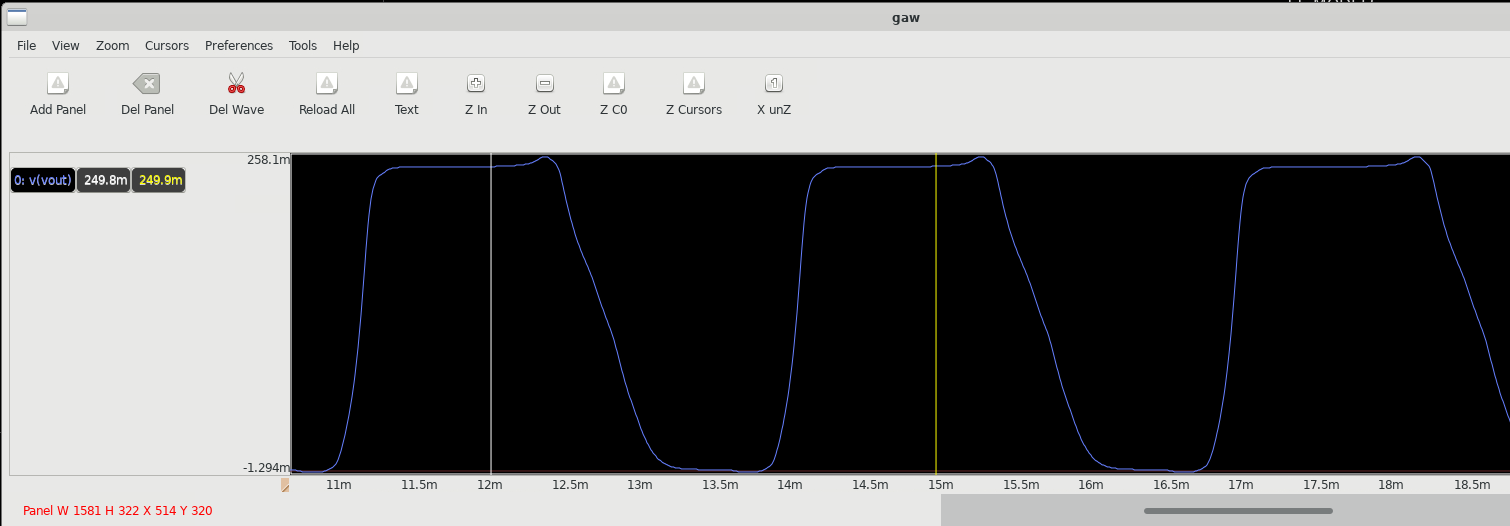 gaw
File View Zoom Cursors Preferences Tools Help
Add Panel Del Panel Del Wave Reload All Text Z In Z Out Z C0 Z Cursors X unZ
258.1m
0: v(vout) 249.8m 249.9m
-1.294m
11m 11.5m 12m 12.5m 13m 13.5m 14m 14.5m 15m 15.5m 16m 16.5m 17m 17.5m 18m 18.5m
Panel W 1581 H 322 X 514 Y 320